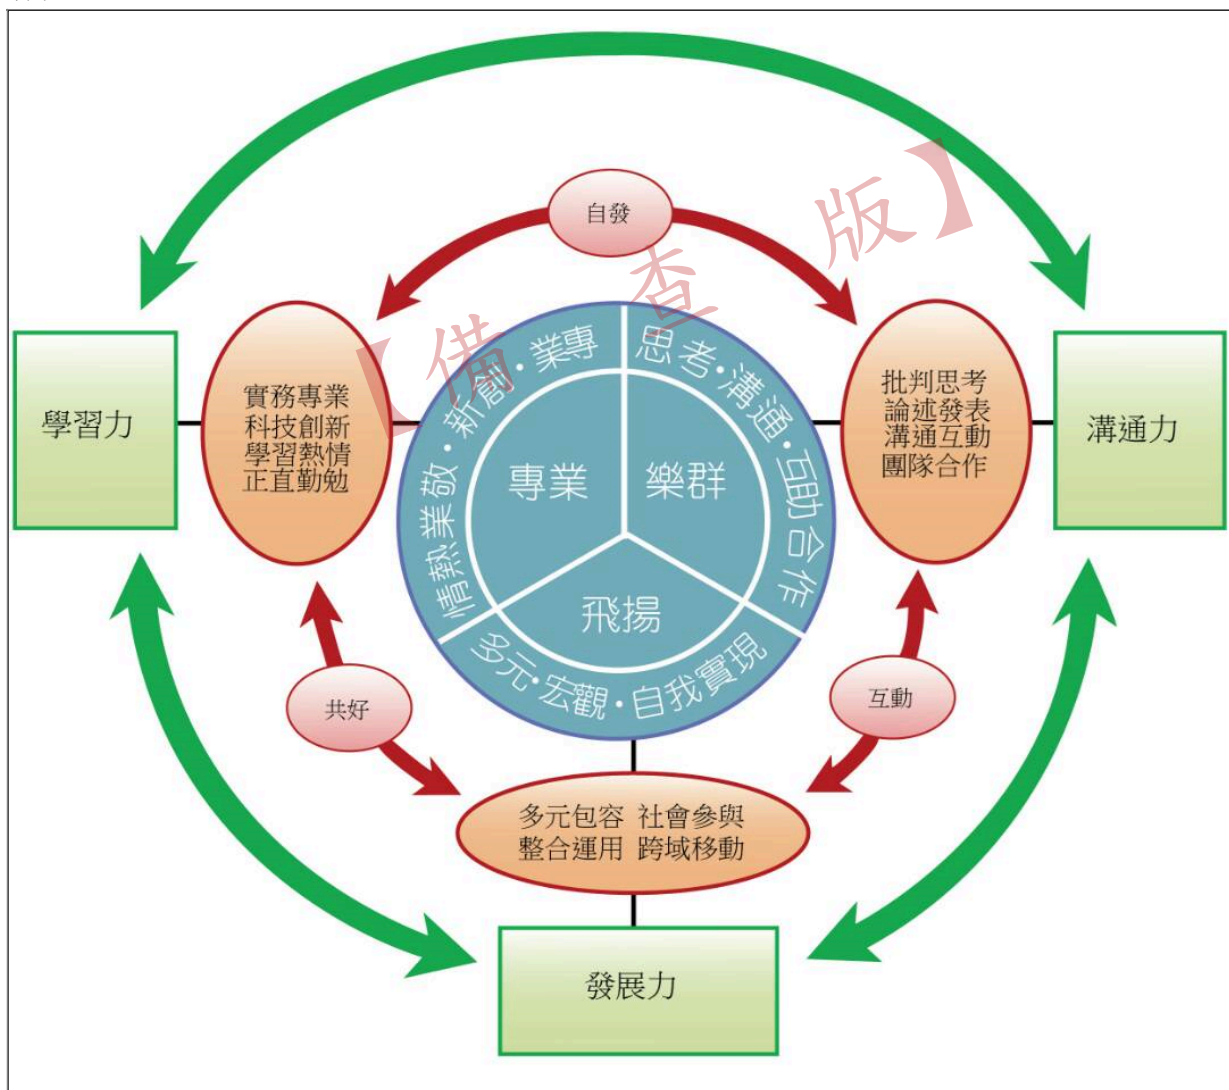 自發
【備查版】
學習力
實務專業
科技創新
學習熱情
正直勤勉
專業・創新・敬業熱情
思考・溝通・互助合作
專業
樂群
飛揚
多元・宏觀・自我實現
批判思考
論述發表
溝通互動
團隊合作
溝通力
共好
互動
多元包容 社會參與
整合運用 跨域移動
發展力